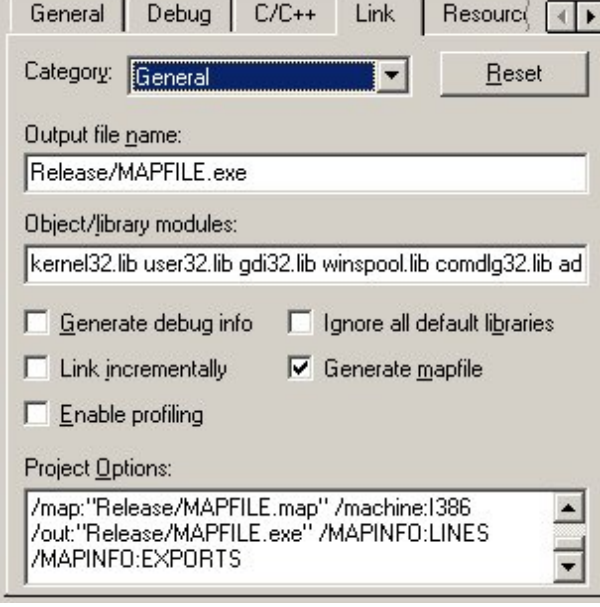 General Debug C/C++ Link Resourc
Category: General Reset
Output file name:
Release/MAPFILE.exe
Object/library modules:
kernel32.lib user32.lib gdi32.lib winspool.lib comdlg32.lib ad
Generate debug info Ignore all default libraries
Link incrementally Generate mapfile
Enable profiling
Project Options:
/map:"Release/MAPFILE.map" /machine:I386
/out:"Release/MAPFILE.exe" /MAPINFO:LINES
/MAPINFO:EXPORTS